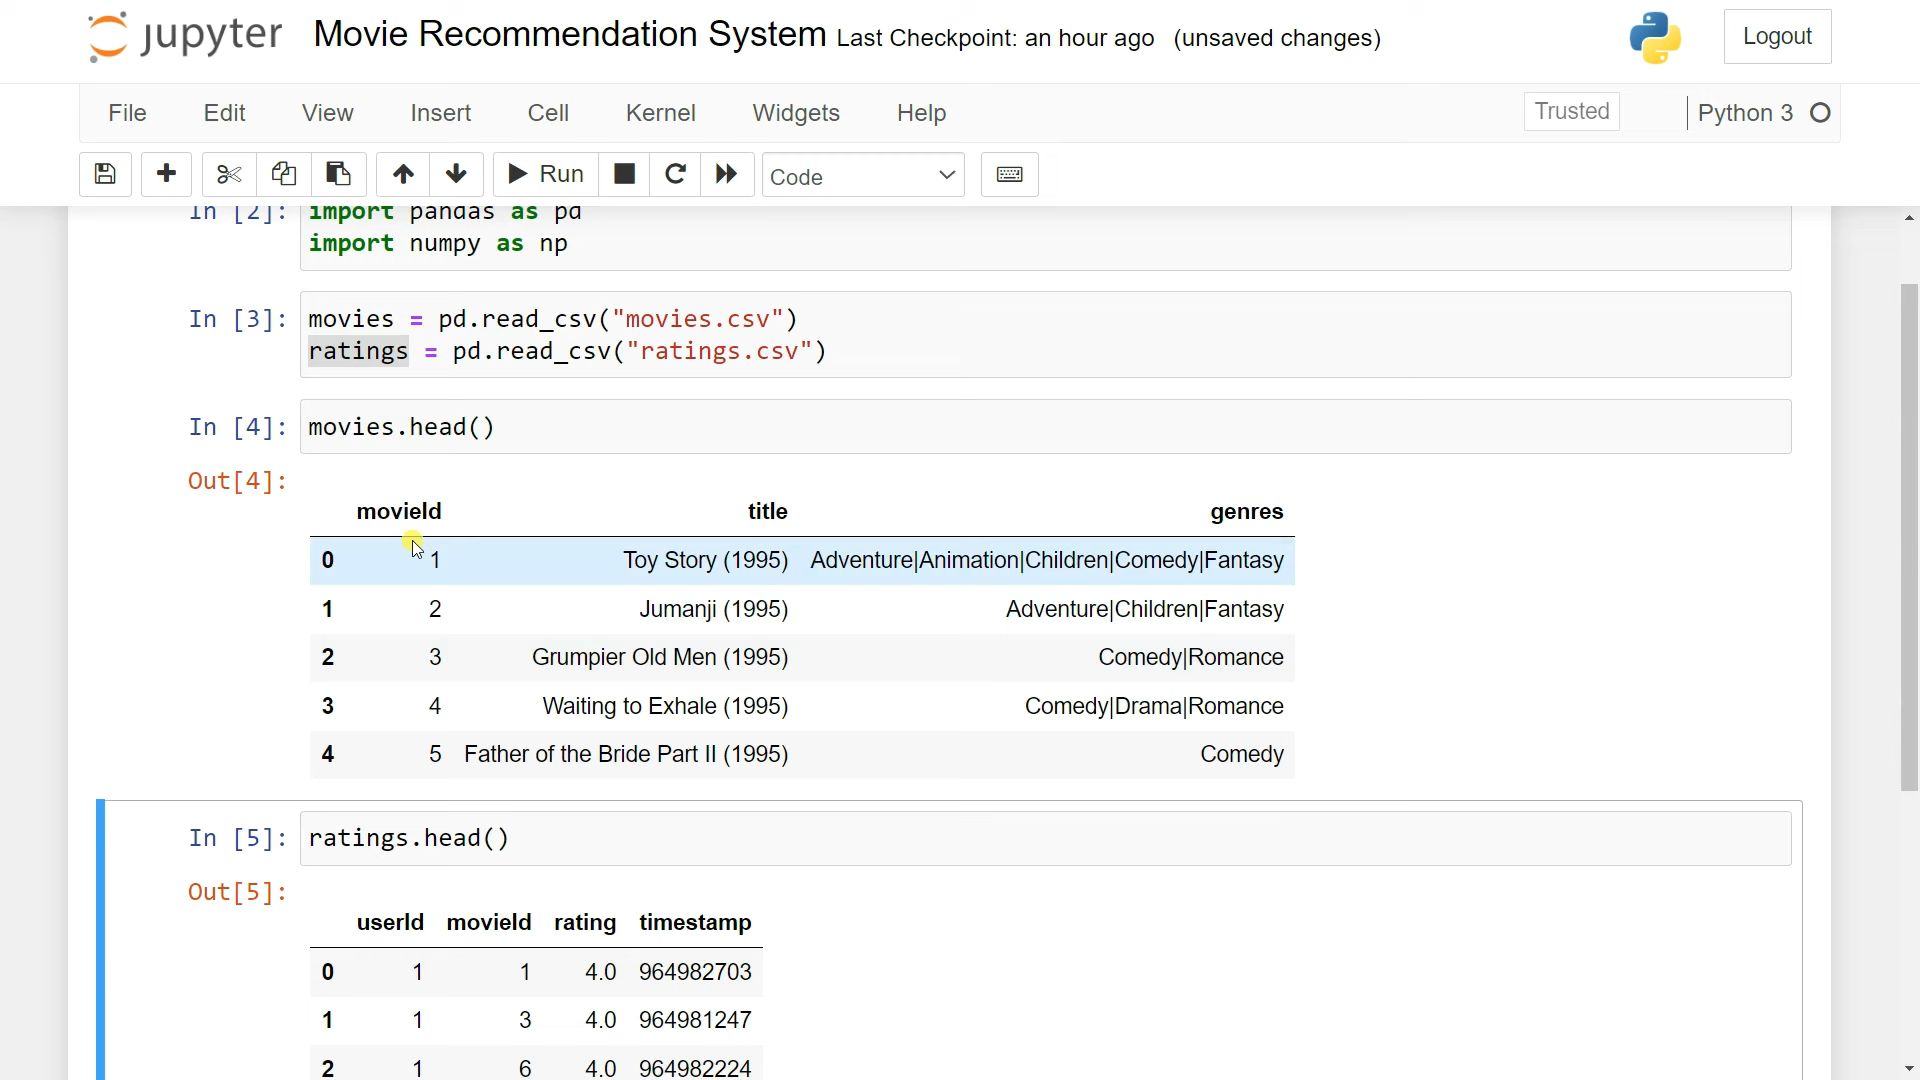 jupyter Movie Recommendation System Last Checkpoint: an hour ago (unsaved changes) Logout
File Edit View Insert Cell Kernel Widgets Help Trusted Python 3
Run Code
In [2]: import pandas as pd
import numpy as np
In [3]: movies = pd.read_csv("movies.csv")
ratings = pd.read_csv("ratings.csv")
In [4]: movies.head()
Out[4]:
movieId title genres
0 1 Toy Story (1995) Adventure|Animation|Children|Comedy|Fantasy
1 2 Jumanji (1995) Adventure|Children|Fantasy
2 3 Grumpier Old Men (1995) Comedy|Romance
3 4 Waiting to Exhale (1995) Comedy|Drama|Romance
4 5 Father of the Bride Part II (1995) Comedy
In [5]: ratings.head()
Out[5]:
userId movieId rating timestamp
0 1 1 4.0 964982703
1 1 3 4.0 964981247
2 1 6 4.0 964982224